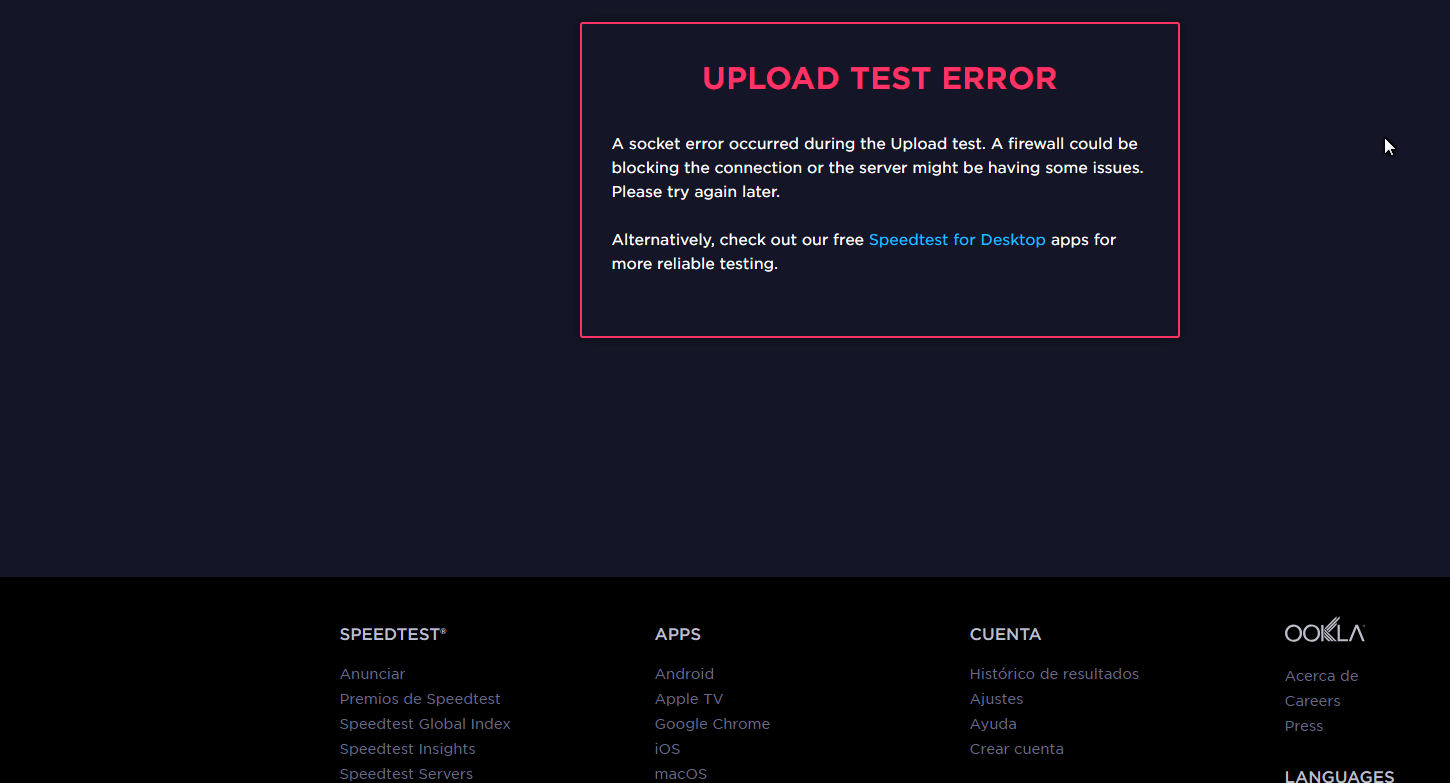 UPLOAD TEST ERROR
A socket error occurred during the Upload test. A firewall could be
blocking the connection or the server might be having some issues.
Please try again later.
Alternatively, check out our free Speedtest for Desktop apps for
more reliable testing.
SPEEDTEST®
Anunciar
Premios de Speedtest
Speedtest Global Index
Speedtest Insights
Speedtest Servers
APPS
Android
Apple TV
Google Chrome
iOS
macOS
CUENTA
Histórico de resultados
Ajustes
Ayuda
Crear cuenta
OOKLA
Acerca de
Careers
Press
LANGUAGES